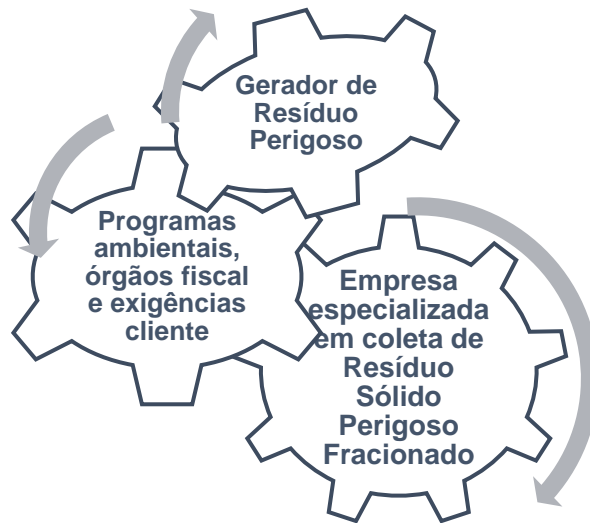 Gerador de
Resíduo
Perigoso
Programas
ambientais,
órgãos fiscal
e exigências
cliente
Empresa
especializada
em coleta de
Resíduo
Sólido
Perigoso
Fracionado